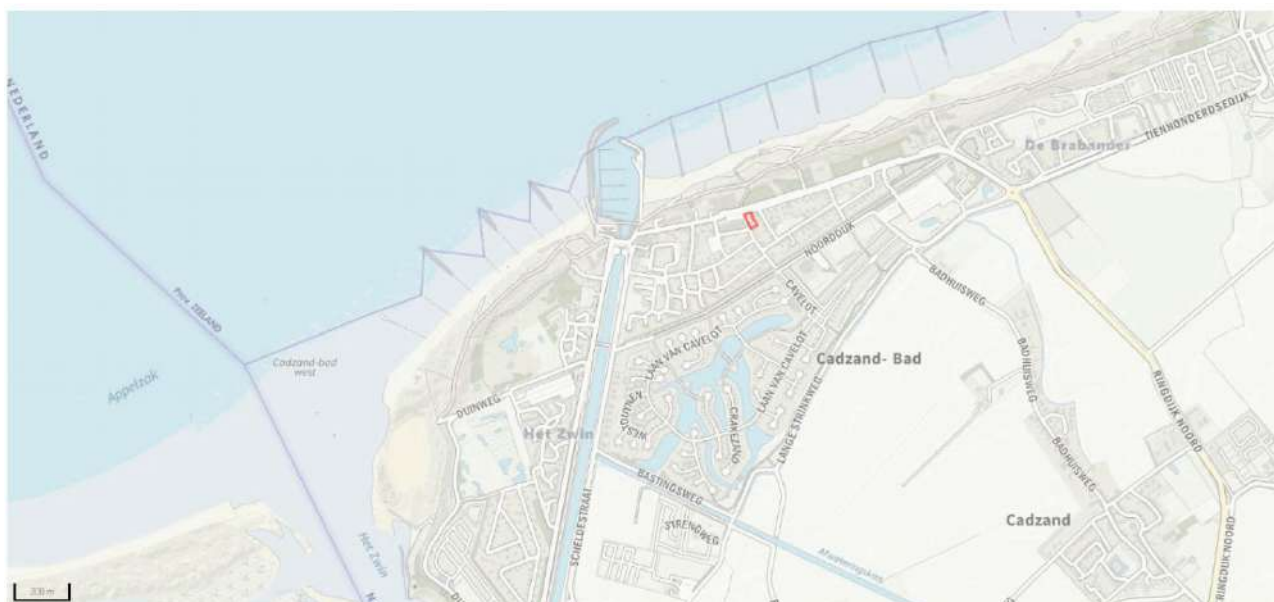 NEDERLAND
Prov. ZEELAND
Appelzak
Cadzand-bad
west
De Brabander
TIENHONDERDSEDIJK
NOORDDIJK
BADHUISWEG
CAVELOT
LAAN VAN CAVELOT
Cadzand- Bad
LAAN VAN CAVELOT
BADHUISWEG
RINGDIJK NOORD
DUINWEG
Het Zwin
CRAKEZAND
LANGE STRINKWEG
BADHUISWEG
BASTINGSWEG
STRENGWEG
Cadzand
SCHELDESTRAAT
Het Zwin
RINGDIJK NOORD
200 m